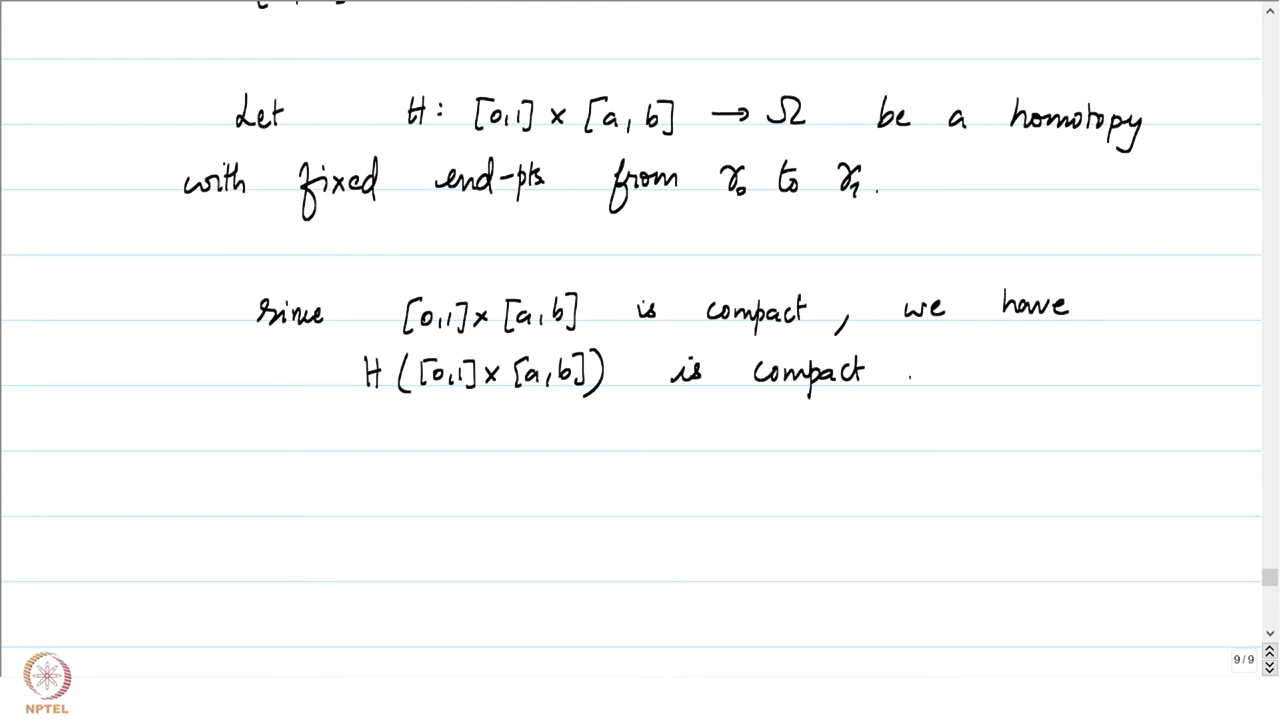 Let H: [0,1] × [a, b] → Ω be a homotopy
with fixed end-pts from γ₀ to γ₁.
Since [0,1] × [a, b] is compact, we have
H ([0,1] × [a, b]) is compact.
9/9
NPTEL